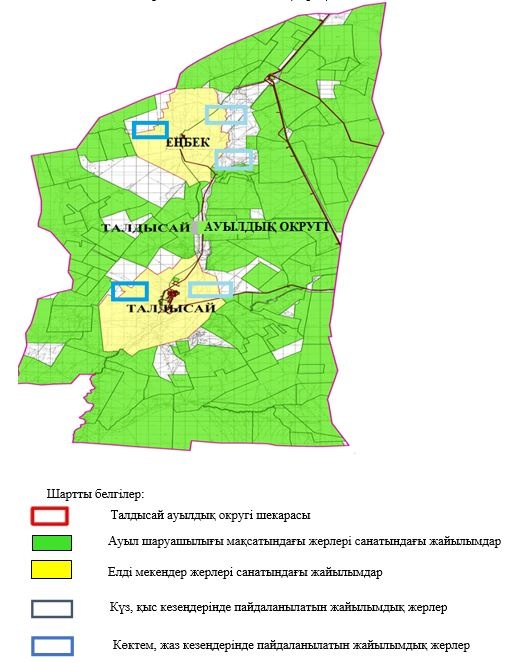 ЕҢБЕК
ТАЛДЫСАЙ АУЫЛДЫҚ ОКРУГІ
ТАЛДЫСАЙ
Шартты белгілер:
Талдысай ауылдық округі шекарасы
Ауыл шаруашылығы мақсатындағы жерлері санатындағы жайылымдар
Елді мекендер жерлері санатындағы жайылымдар
Күз, қыс кезеңдерінде пайдаланылатын жайылымдық жерлер
Көктем, жаз кезеңдерінде пайдаланылатын жайылымдық жерлер